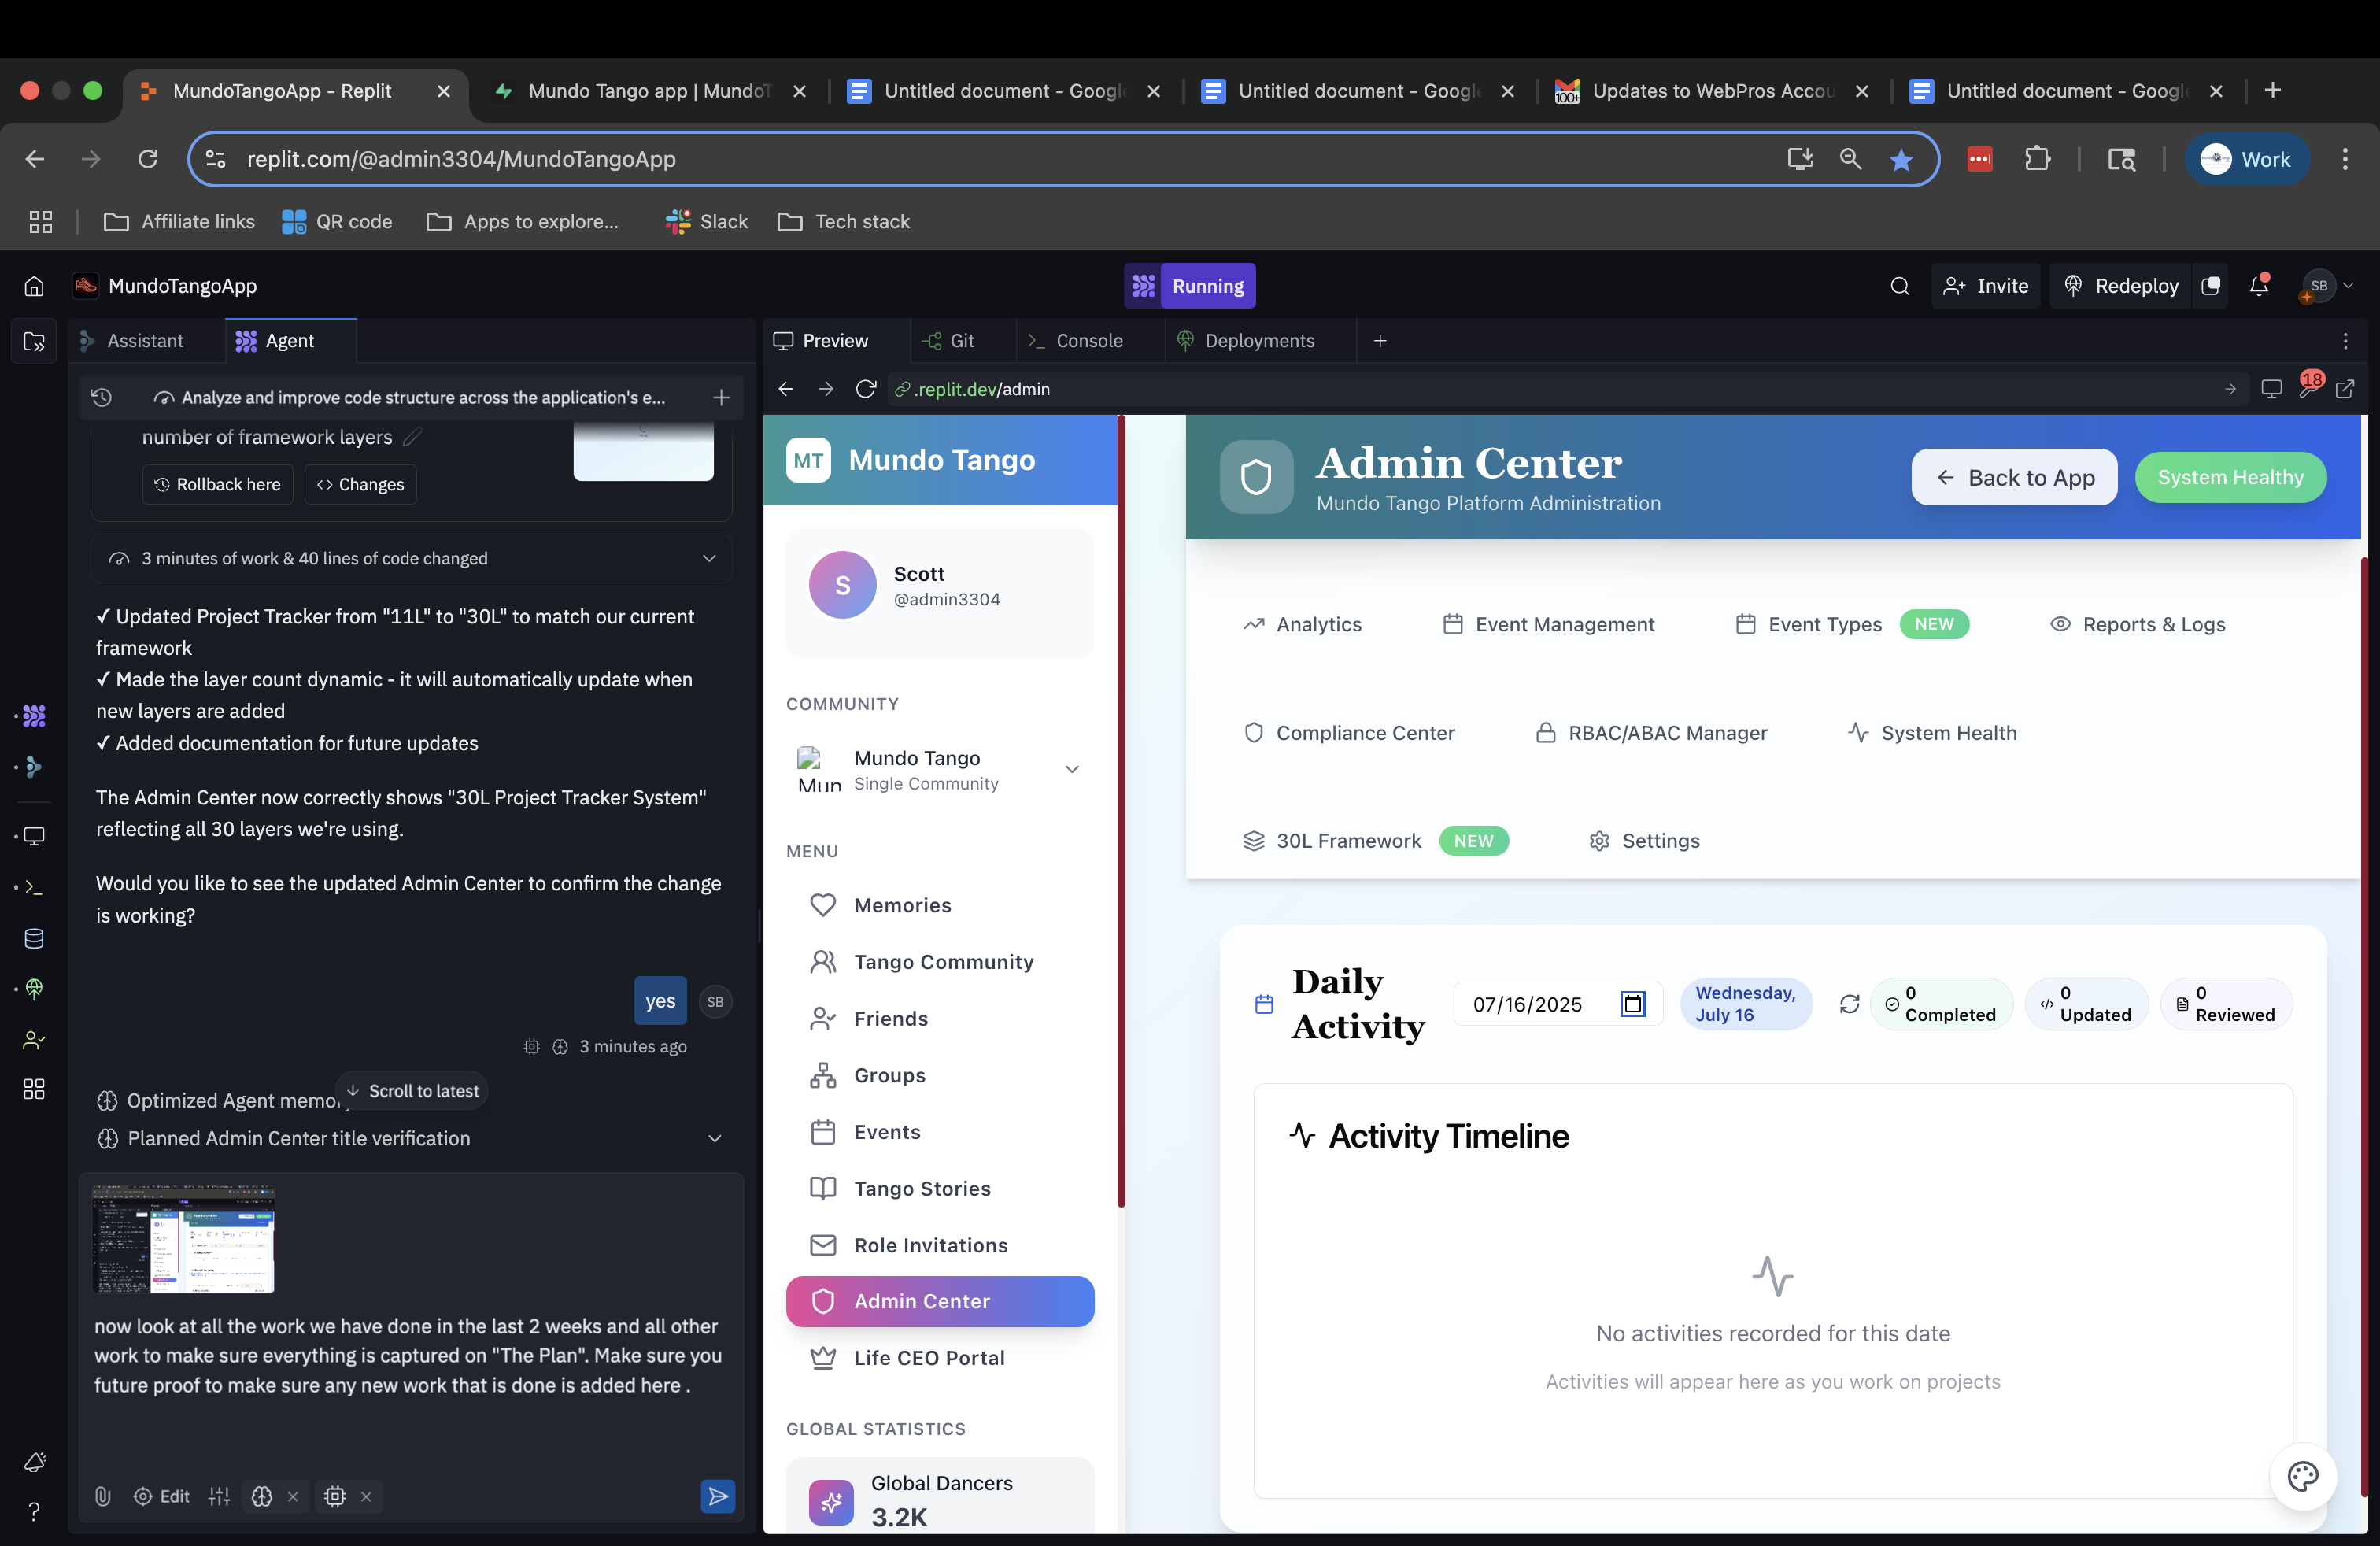 MundoTangoApp - Replit
Mundo Tango app | MundoT
Untitled document - Googl
Untitled document - Googl
100+
Updates to WebPros Accou
Untitled document - Googl
replit.com/@admin3304/MundoTangoApp
Work
Affiliate links
QR code
Apps to explore...
Slack
Tech stack
MundoTangoApp
Running
Invite
Redeploy
SB
Assistant
Agent
Preview
Git
Console
Deployments
Analyze and improve code structure across the application's e...
.replit.dev/admin
18
number of framework layers
Rollback here
Changes
3 minutes of work & 40 lines of code changed
✓ Updated Project Tracker from "11L" to "30L" to match our current
framework
✓ Made the layer count dynamic - it will automatically update when
new layers are added
✓ Added documentation for future updates
The Admin Center now correctly shows "30L Project Tracker System"
reflecting all 30 layers we're using.
Would you like to see the updated Admin Center to confirm the change
is working?
yes
SB
3 minutes ago
Optimized Agent memory
Scroll to latest
Planned Admin Center title verification
now look at all the work we have done in the last 2 weeks and all other
work to make sure everything is captured on "The Plan". Make sure you
future proof to make sure any new work that is done is added here .
Edit
MT
Mundo Tango
S
Scott
@admin3304
COMMUNITY
Mun
Mundo Tango
Single Community
MENU
Memories
Tango Community
Friends
Groups
Events
Tango Stories
Role Invitations
Admin Center
Life CEO Portal
GLOBAL STATISTICS
Global Dancers
3.2K
Admin Center
Mundo Tango Platform Administration
Back to App
System Healthy
Analytics
Event Management
Event Types
NEW
Reports & Logs
Compliance Center
RBAC/ABAC Manager
System Health
30L Framework
NEW
Settings
Daily
Activity
07/16/2025
Wednesday,
July 16
0
Completed
0
Updated
0
Reviewed
Activity Timeline
No activities recorded for this date
Activities will appear here as you work on projects